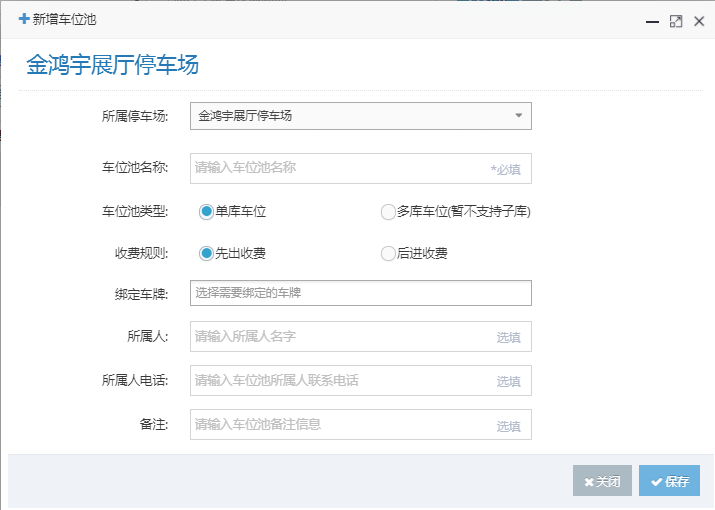 新增车位池
金鸿宇展厅停车场
所属停车场: 金鸿宇展厅停车场
车位池名称: 请输入车位池名称 *必填
车位池类型: 单库车位 多库车位(暂不支持子库)
收费规则: 先出收费 后进收费
绑定车牌: 选择需要绑定的车牌
所属人: 请输入所属人名字 选填
所属人电话: 请输入车位池所属人联系电话 选填
备注: 请输入车位池备注信息 选填
关闭 保存